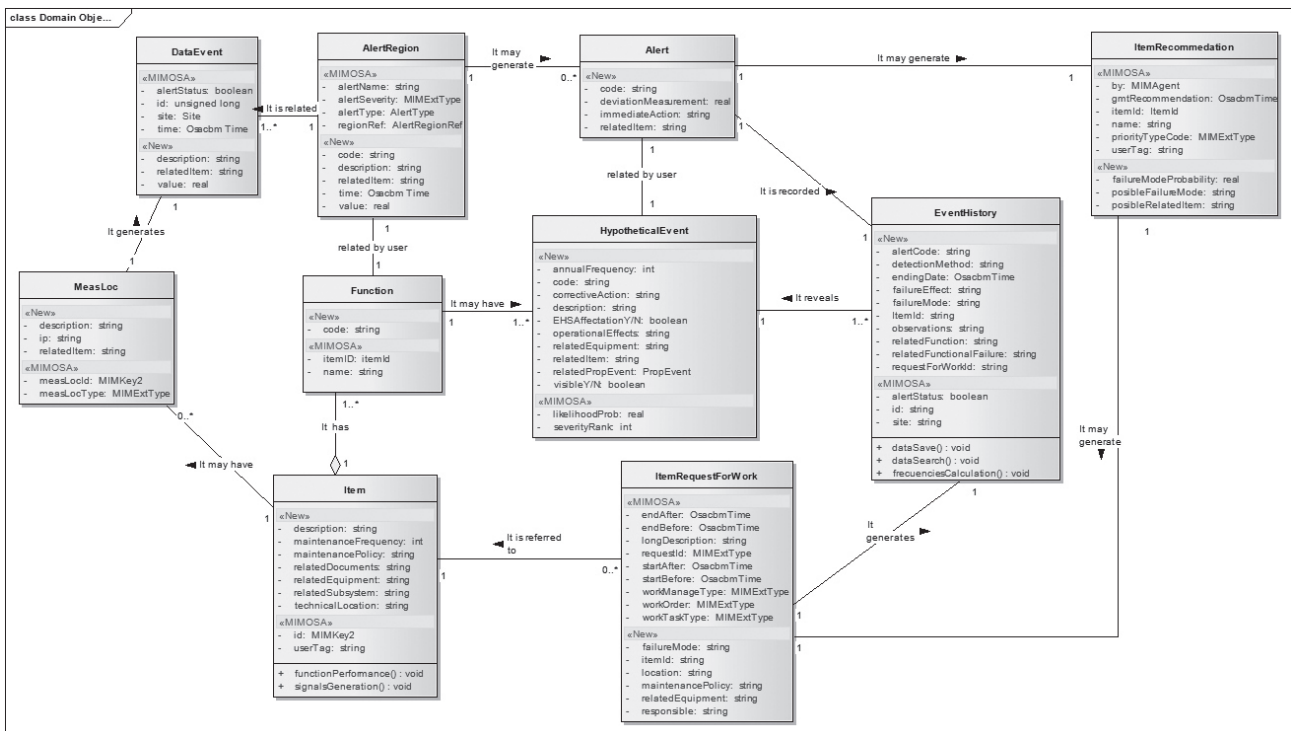 class Domain Obje...
DataEvent
«MIMOSA»
- alertStatus: boolean
- id: unsigned long
- site: Site
- time: Osacbm Time
«New»
- description: string
- relatedItem: string
- value: real
AlertRegion
«MIMOSA»
- alertName: string
- alertSeverity: MIMExtType
- alertType: AlertType
- regionRef: AlertRegionRef
«New»
- code: string
- description: string
- relatedItem: string
- time: Osacbm Time
- value: real
It may
generate
1
0..*
Alert
«New»
- code: string
- deviationMeasurement: real
- immediateAction: string
- relatedItem: string
It may generate
1
1
ItemRecommedation
«MIMOSA»
- by: MIMAgent
- gmtRecommendation: OsacbmTime
- itemId: ItemId
- name: string
- priorityTypeCode: MIMExtType
- userTag: string
«New»
- failureModeProbability: real
- posibleFailureMode: string
- posibleRelatedItem: string
It is related
1..*
1
1
It generates
1
related by user
1
1
related by user
1
1
It is recorded
1
1
MeasLoc
«New»
- description: string
- ip: string
- relatedItem: string
«MIMOSA»
- measLocId: MIMKey2
- measLocType: MIMExtType
Function
«New»
- code: string
«MIMOSA»
- itemID: itemId
- name: string
It may have
1
1..*
HypotheticalEvent
«New»
- annualFrequency: int
- code: string
- correctiveAction: string
- description: string
- EHSAffectationY/N: boolean
- operationalEffects: string
- relatedEquipment: string
- relatedItem: string
- relatedPropEvent: PropEvent
- visibleY/N: boolean
«MIMOSA»
- likelihoodProb: real
- severityRank: int
It reveals
1
1..*
EventHistory
«New»
- alertCode: string
- detectionMethod: string
- endingDate: OsacbmTime
- failureEffect: string
- failureMode: string
- ItemId: string
- observations: string
- relatedFunction: string
- relatedFunctionalFailure: string
- requestForWorkId: string
«MIMOSA»
- alertStatus: boolean
- id: string
- site: string
+ dataSave() : void
+ dataSearch() : void
+ frecuenciesCalculation() : void
1
It may
generate
0..*
It may have
1
1..*
It has
1
Item
«New»
- description: string
- maintenanceFrequency: int
- maintenancePolicy: string
- relatedDocuments: string
- relatedEquipment: string
- relatedSubsystem: string
- technicalLocation: string
«MIMOSA»
- id: MIMKey2
- userTag: string
+ functionPerformance() : void
+ signalsGeneration() : void
It is referred
to
1
0..*
ItemRequestForWork
«MIMOSA»
- endAfter: OsacbmTime
- endBefore: OsacbmTime
- longDescription: string
- requestId: MIMExtType
- startAfter: OsacbmTime
- startBefore: OsacbmTime
- workManageType: MIMExtType
- workOrder: MIMExtType
- workTaskType: MIMExtType
«New»
- failureMode: string
- itemId: string
- location: string
- maintenancePolicy: string
- relatedEquipment: string
- responsible: string
It
generates
1
1
1